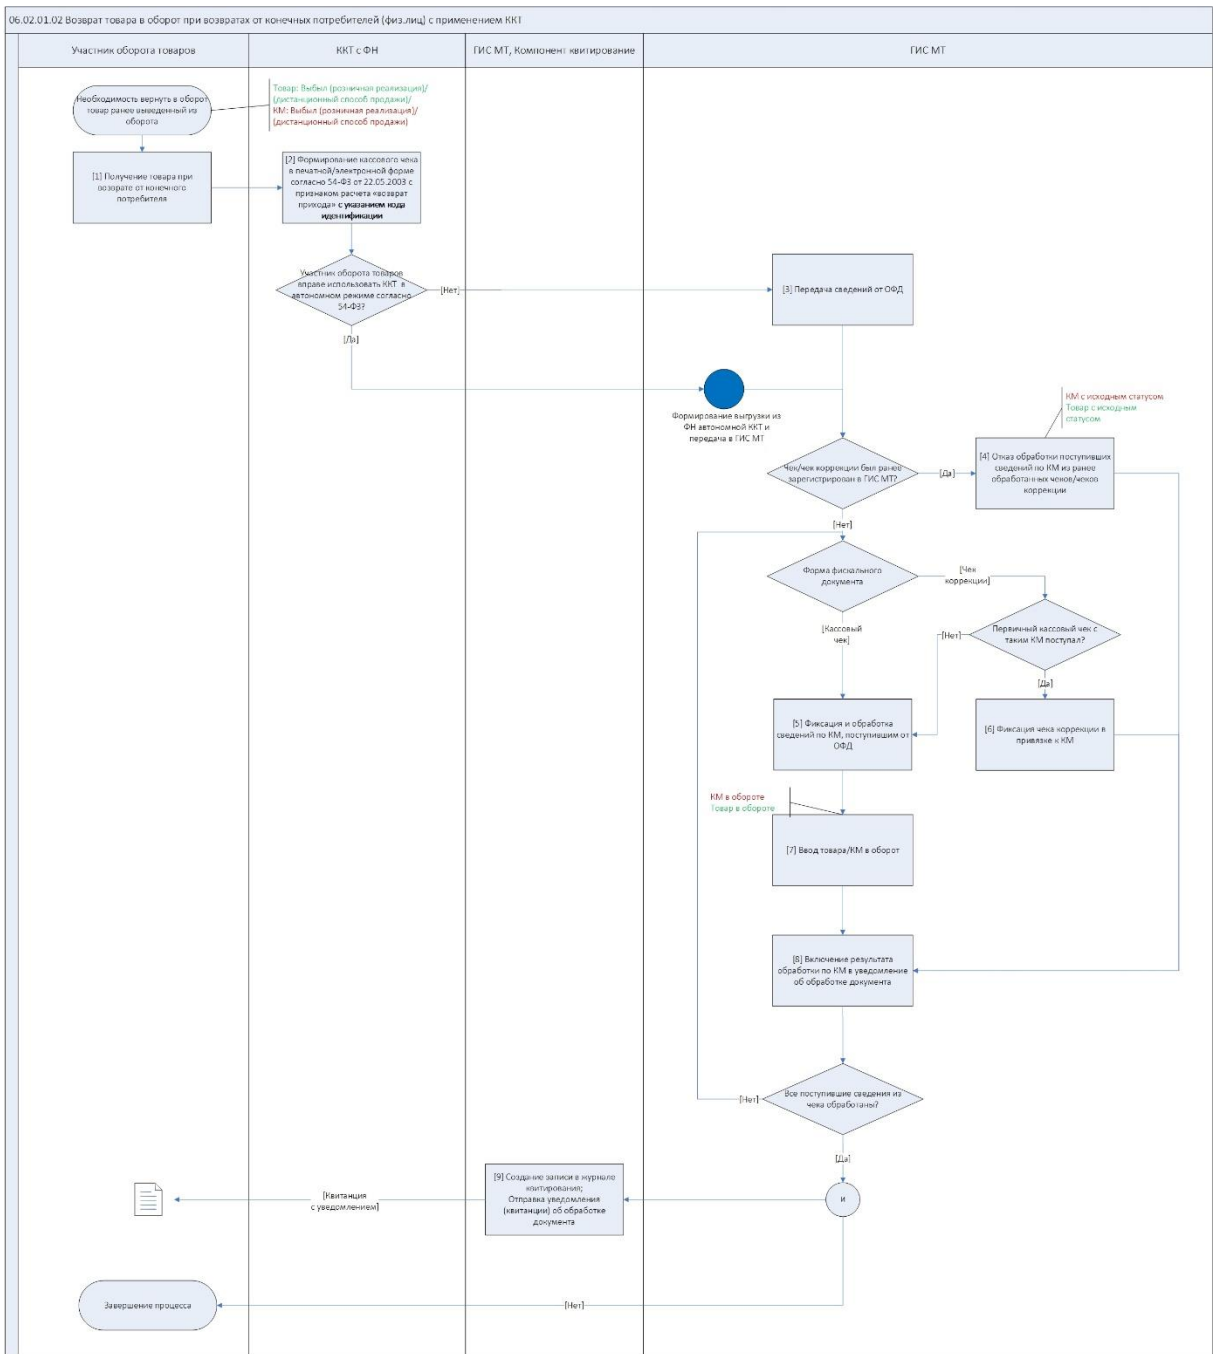 06.02.01.02 Возврат товара в оборот при возвратах от конечных потребителей (физ.лиц) с применением ККТ
Участник оборота товаров
ККТ с ФН
ГИС МТ, Компонент квитирование
ГИС МТ
Необходимость вернуть в оборот
товар ранее выведенный из
оборота
Товар: Выбыл (розничная реализация)/
(дистанционный способ продажи)/
КМ: Выбыл (розничная реализация)/
(дистанционный способ продажи)
[1] Получение товара при
возврате от конечного
потребителя
[2] Формирование кассового чека
в печатной/электронной форме
согласно 54-ФЗ от 22.05.2003 с
признаком расчета «возврат
прихода» с указанием кода
идентификации
Участник оборота товаров
вправе использовать ККТ в
автономном режиме согласно
54-ФЗ?
[Нет]
[3] Передача сведений от ОФД
[Да]
Формирование выгрузки из
ФН автономной ККТ и
передача в ГИС МТ
КМ с исходным статусом
Товар с исходным
статусом
Чек/чек коррекции был ранее
зарегистрирован в ГИС МТ?
[Да]
[4] Отказ обработки поступивших
сведений по КМ из ранее
обработанных чеков/чеков
коррекции
[Нет]
Форма фискального
документа
[Чек
коррекции]
[Кассовый
чек]
Первичный кассовый чек с
таким КМ поступал?
[Нет]
[Да]
[5] Фиксация и обработка
сведений по КМ, поступившим от
ОФД
[6] Фиксация чека коррекции в
привязке к КМ
КМ в обороте
Товар в обороте
[7] Ввод товара/КМ в оборот
[8] Включение результата
обработки по КМ в уведомление
об обработке документа
Все поступившие сведения из
чека обработаны?
[Нет]
[Да]
[9] Создание записи в журнале
квитирования;
Отправка уведомления
(квитанции) об обработке
документа
[Квитанция
с уведомлением]
и
Завершение процесса
[Нет]